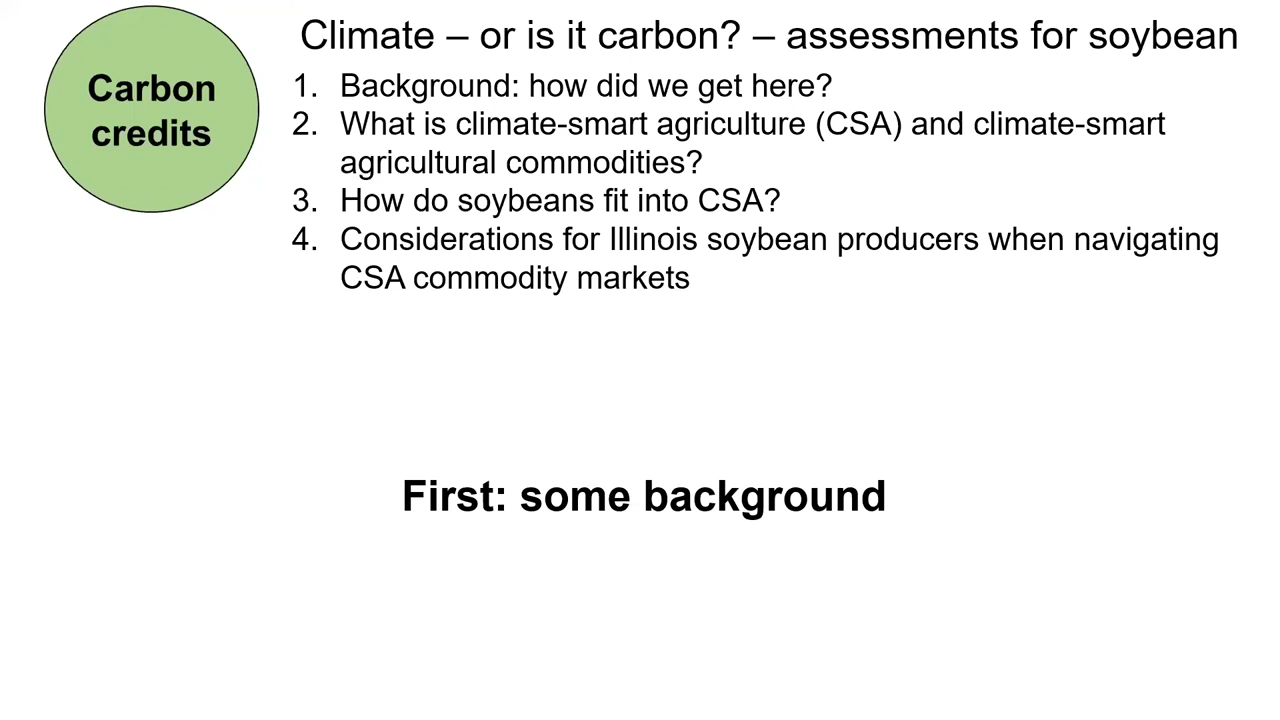 Carbon
credits
Climate – or is it carbon? – assessments for soybean
1. Background: how did we get here?
2. What is climate-smart agriculture (CSA) and climate-smart
agricultural commodities?
3. How do soybeans fit into CSA?
4. Considerations for Illinois soybean producers when navigating
CSA commodity markets
First: some background